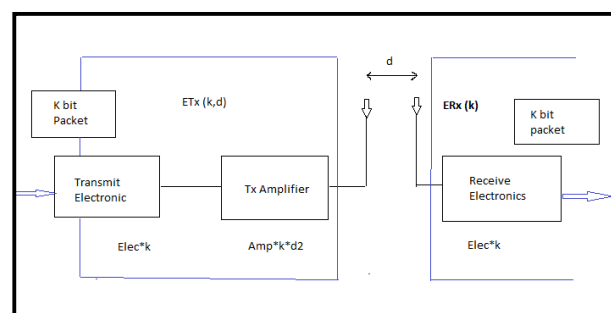 d
ETx (k,d)
ERx (k)
K bit
Packet
K bit
packet
Transmit
Electronic
Tx Amplifier
Receive
Electronics
Elec*k
Amp*k*d2
Elec*k